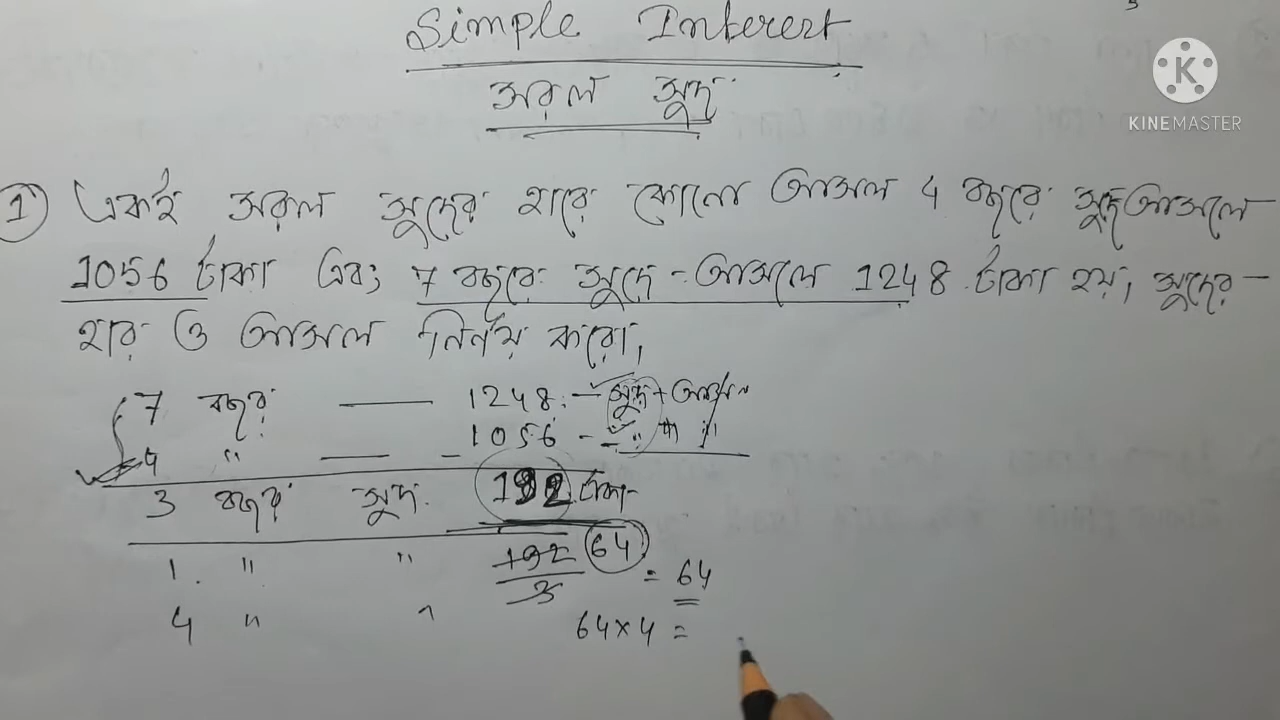 Simple Interest
সরল সুদ
K
KINEMASTER
1) একই সরল সুদের হারে কোনো আসল 4 বছরে সুদেআসলে
1056 টাকা এবং 7 বছরে সুদে-আসলে 1248 টাকা হয়, সুদের-
হার ও আসল নির্ণয় করো,
7 বছর — 1248 - সুদ + আসল
4 " — 1056 - " + "
3 বছর সুদ 192 টাকা
1 " " 192/3 64 = 64
4 " " 64×4 =